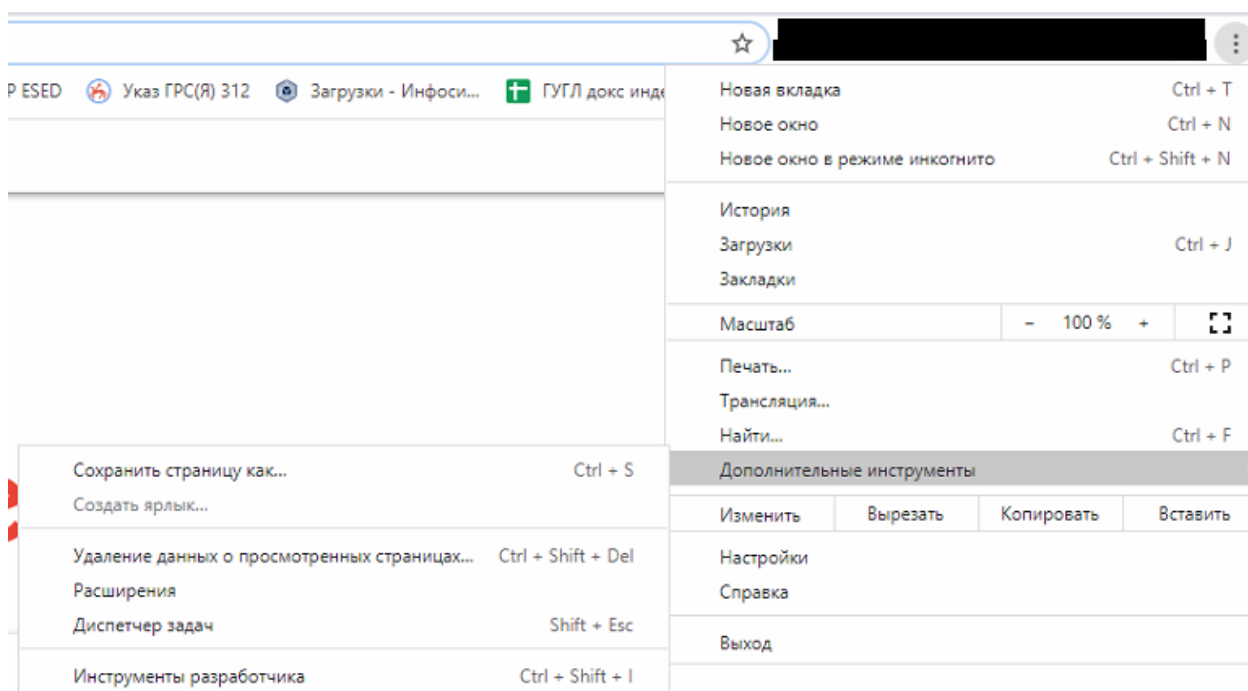 P ESED Указ ГРС(Я) 312 Загрузки - Инфоси... ГУГЛ докс инде
Новая вкладка Ctrl + T
Новое окно Ctrl + N
Новое окно в режиме инкогнито Ctrl + Shift + N
История
Загрузки Ctrl + J
Закладки
Масштаб - 100 % +
Печать... Ctrl + P
Трансляция...
Найти... Ctrl + F
Дополнительные инструменты
Изменить Вырезать Копировать Вставить
Настройки
Справка
Выход
Сохранить страницу как... Ctrl + S
Создать ярлык...
Удаление данных о просмотренных страницах... Ctrl + Shift + Del
Расширения
Диспетчер задач Shift + Esc
Инструменты разработчика Ctrl + Shift + I